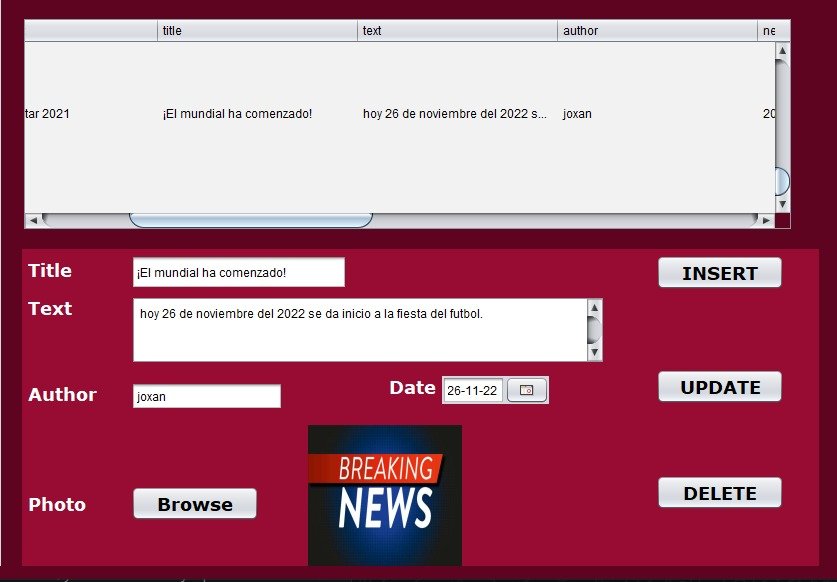 title text author ne
tar 2021 ¡El mundial ha comenzado! hoy 26 de noviembre del 2022 s... joxan 20
Title ¡El mundial ha comenzado! INSERT
Text hoy 26 de noviembre del 2022 se da inicio a la fiesta del futbol.
Author joxan Date 26-11-22 UPDATE
BREAKING
NEWS
Photo Browse DELETE